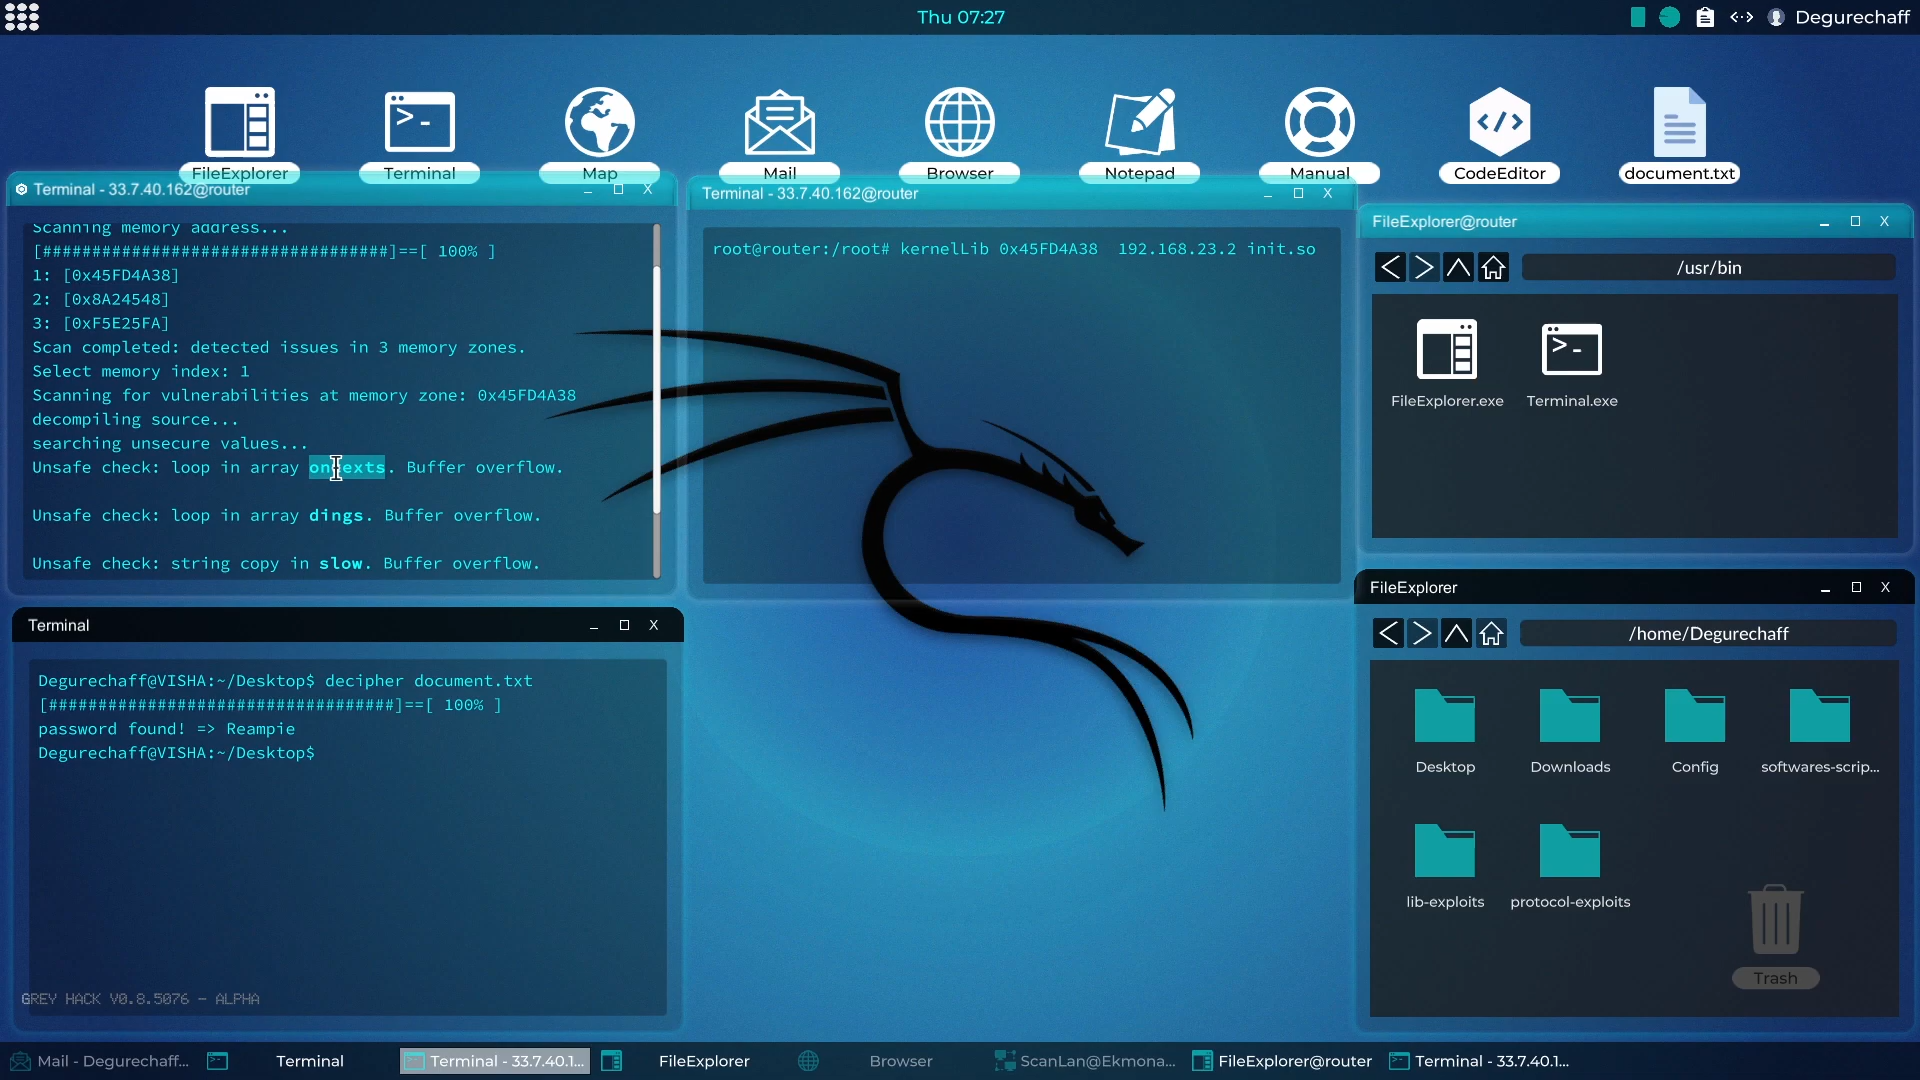 Thu 07:27
Degurechaff
FileExplorer
Terminal
Map
Mail
Browser
Notepad
Manual
CodeEditor
document.txt
Terminal - 33.7.40.162@router
_ X
Scanning memory address...
[###################################]==[ 100% ]
1: [0x45FD4A38]
2: [0x8A24548]
3: [0xF5E25FA]
Scan completed: detected issues in 3 memory zones.
Select memory index: 1
Scanning for vulnerabilities at memory zone: 0x45FD4A38
decompiling source...
searching unsecure values...
Unsafe check: loop in array exts. Buffer overflow.
Unsafe check: loop in array dings. Buffer overflow.
Unsafe check: string copy in slow. Buffer overflow.
Terminal - 33.7.40.162@router
_ X
root@router:/root# kernelLib 0x45FD4A38  192.168.23.2 init.so
FileExplorer@router
_ X
/usr/bin
FileExplorer.exe
Terminal.exe
Terminal
_ X
Degurechaff@VISHA:~/Desktop$ decipher document.txt
[###################################]==[ 100% ]
password found! => Reampie
Degurechaff@VISHA:~/Desktop$
FileExplorer
_ X
/home/Degurechaff
Desktop
Downloads
Config
softwares-scrip...
lib-exploits
protocol-exploits
Trash
GREY HACK V0.8.5076 - ALPHA
Mail - Degurechaff...
Terminal
Terminal - 33.7.40.1...
FileExplorer
Browser
ScanLan@Ekmona...
FileExplorer@router
Terminal - 33.7.40.1...